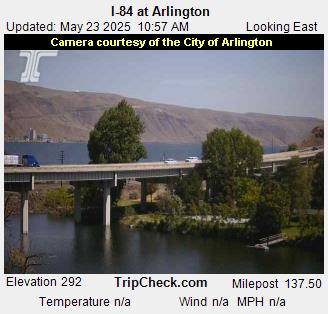 I-84 at Arlington
Updated: May 23 2025 10:57 AM Looking East
Camera courtesy of the City of Arlington
Elevation 292 TripCheck.com Milepost 137.50
Temperature n/a Wind n/a MPH n/a